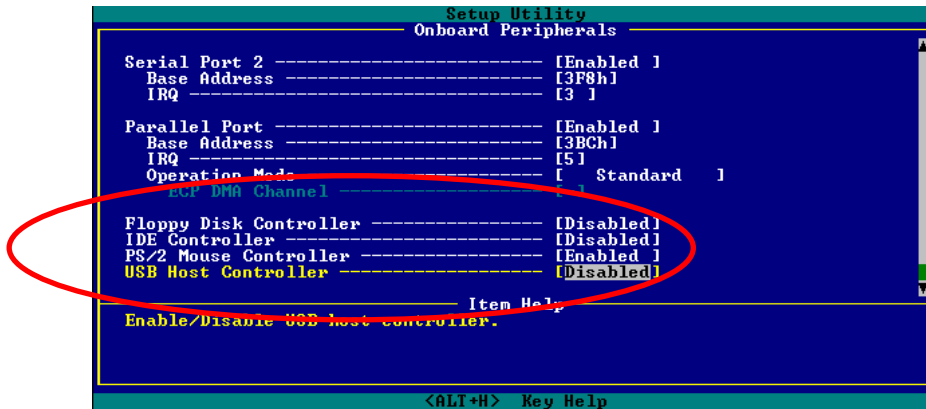 Setup Utility
Onboard Peripherals
Serial Port 2 ------------------------- [Enabled ]
Base Address ------------------------ [3F8h]
IRQ --------------------------------- [3 ]
Parallel Port ------------------------- [Enabled ]
Base Address ------------------------ [3BCh]
IRQ --------------------------------- [5]
Operation Mode ---------------------- [ Standard ]
ECP DMA Channel ------------------- [ ]
Floppy Disk Controller ---------------- [Disabled]
IDE Controller ------------------------ [Disabled]
PS/2 Mouse Controller ----------------- [Enabled ]
USB Host Controller ------------------- [Disabled]
Item Help
Enable/Disable USB host controller.
<ALT+H> Key Help